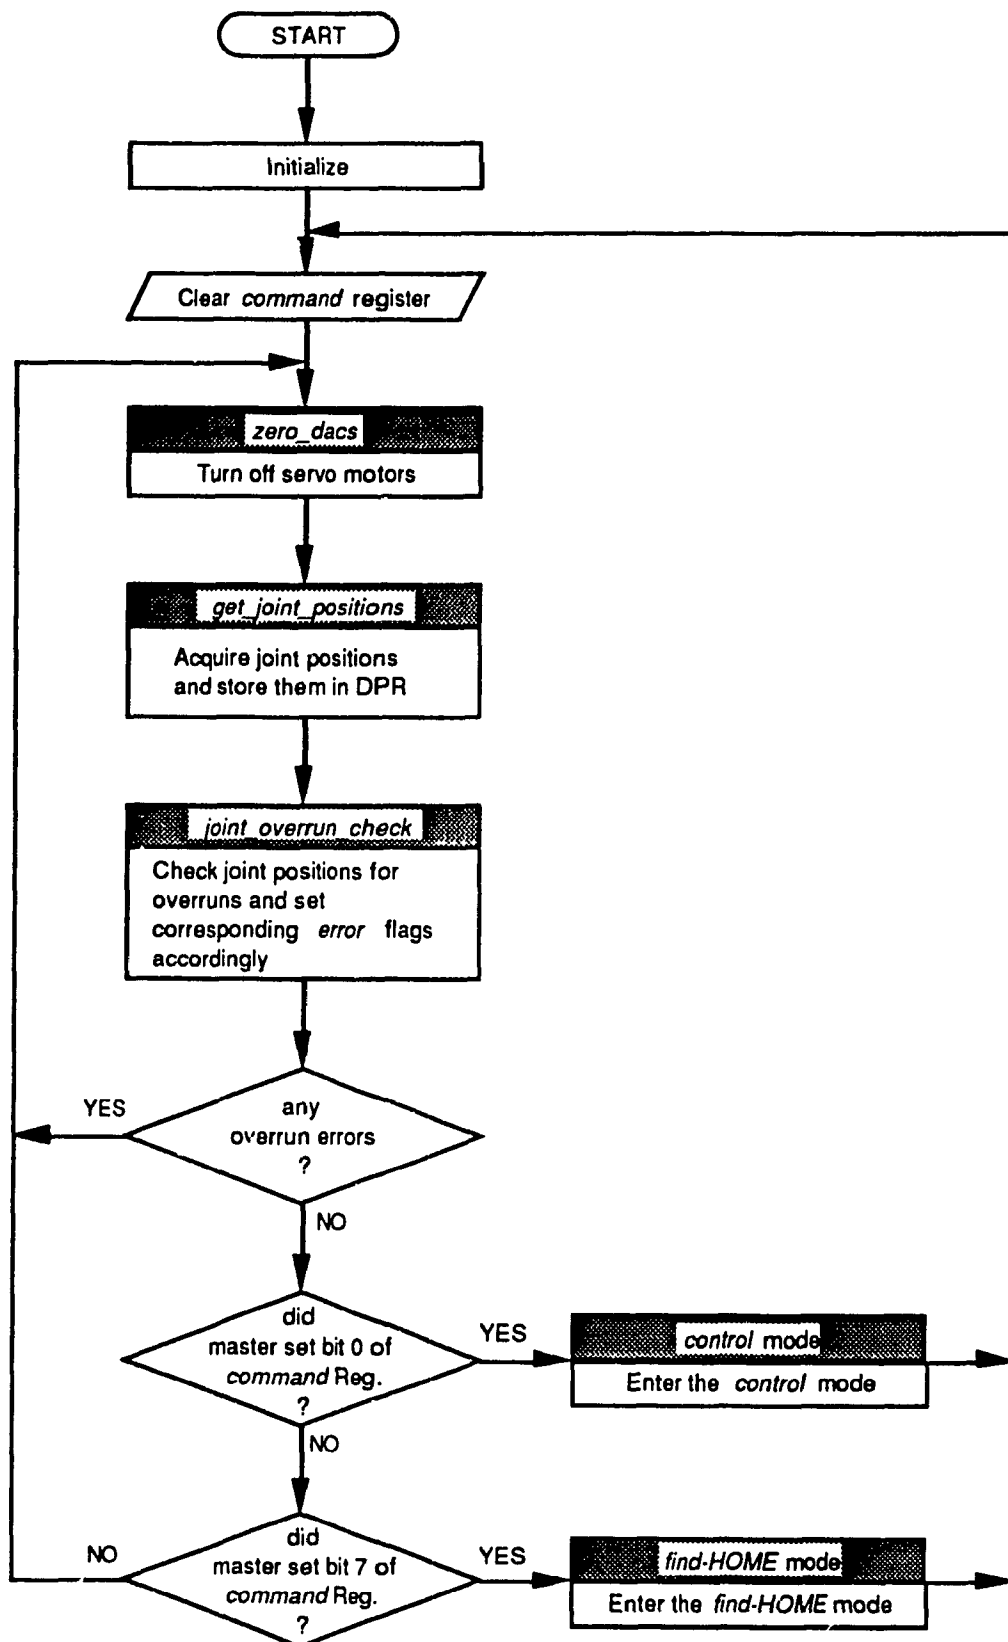 START
Initialize
Clear command register
zero_dacs
Turn off servo motors
get_joint_positions
Acquire joint positions
and store them in DPR
joint_overrun_check
Check joint positions for
overruns and set
corresponding error flags
accordingly
YES
any
overrun errors
?
NO
did
master set bit 0 of
command Reg.
?
YES
control mode
Enter the control mode
NO
NO
did
master set bit 7 of
command Reg.
?
YES
find-HOME mode
Enter the find-HOME mode